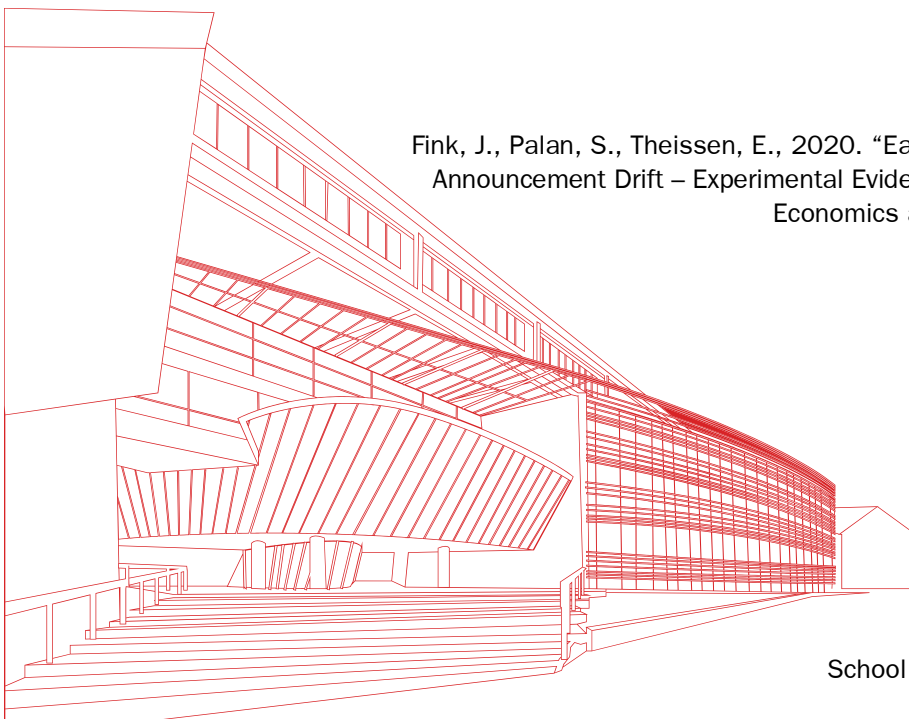 Fink, J., Palan, S., Theissen, E., 2020. “Ea
Announcement Drift – Experimental Evide
Economics
School